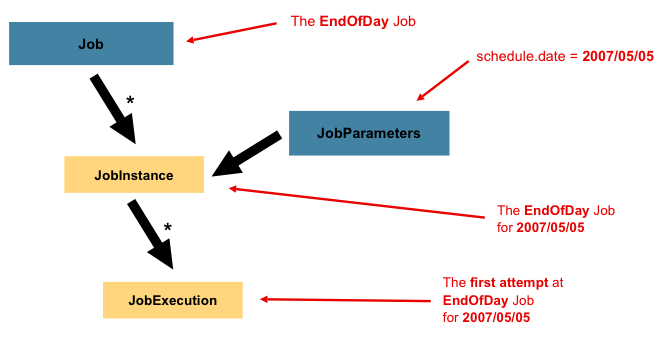 The EndOfDay Job
Job
schedule.date = 2007/05/05
*
JobParameters
JobInstance
The EndOfDay Job
for 2007/05/05
*
The first attempt at
EndOfDay Job
for 2007/05/05
JobExecution